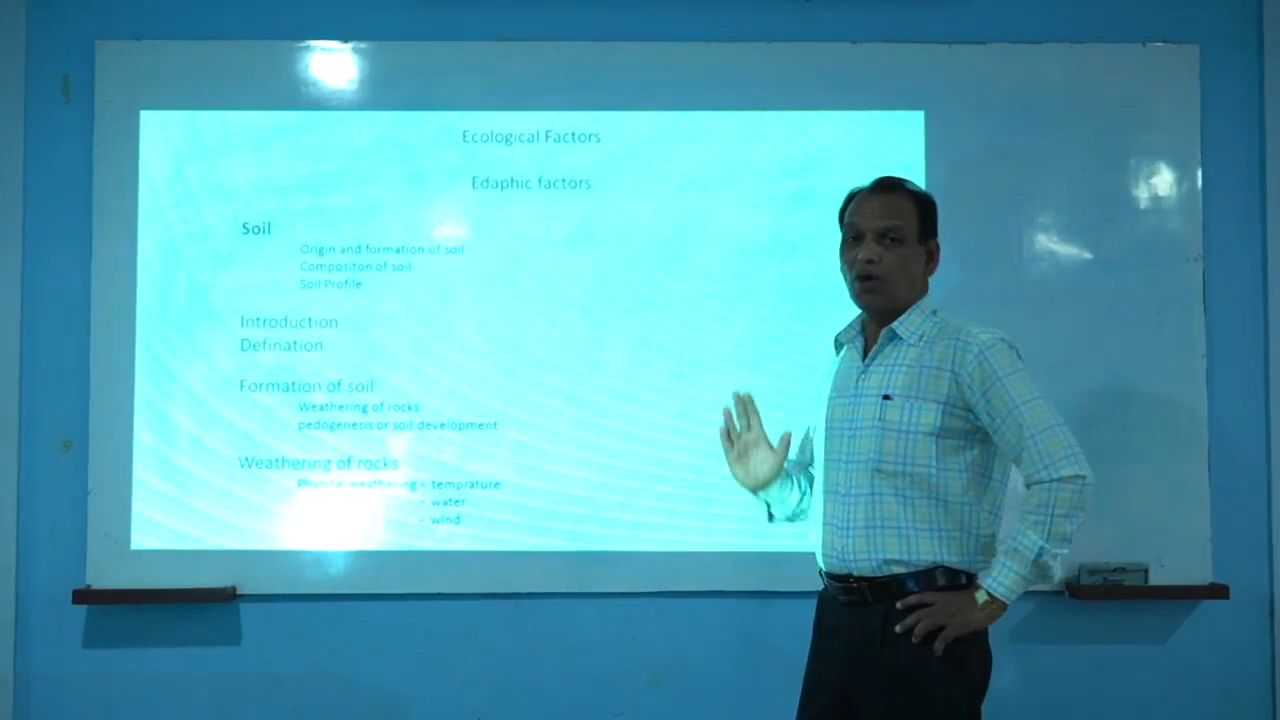 Ecological Factors
Edaphic factors
Soil
Origin and formation of soil
Compositon of soil
Soil Profile
Introduction
Defination
Formation of soil
Weathering of rocks
pedogenesis or soil development
Weathering of rocks
Physical weathering - temprature
- water
- wind